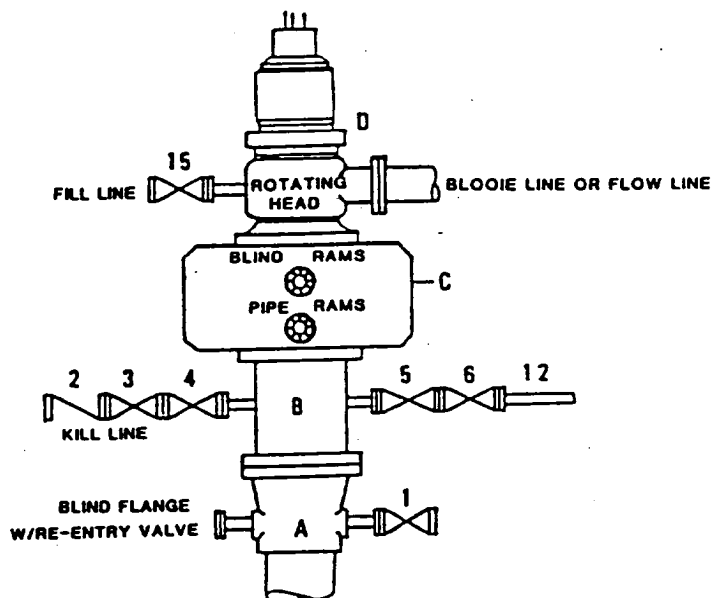 D
15
FILL LINE
ROTATING HEAD
BLOOIE LINE OR FLOW LINE
BLIND RAMS
C
PIPE RAMS
2 3 4
5 6 12
B
KILL LINE
BLIND FLANGE
W/RE-ENTRY VALVE
A
1